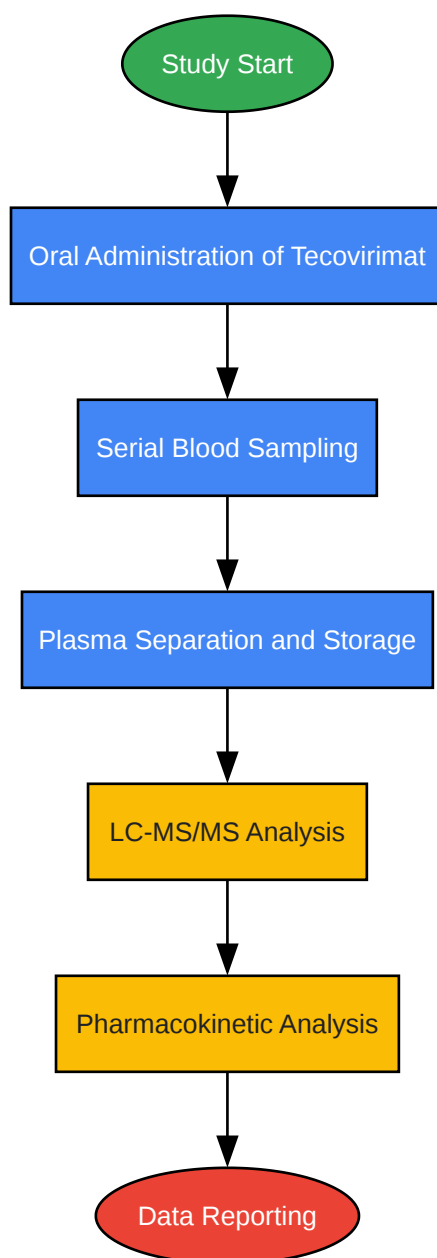 Study Start
Oral Administration of Tecovirimat
Serial Blood Sampling
Plasma Separation and Storage
LC-MS/MS Analysis
Pharmacokinetic Analysis
Data Reporting